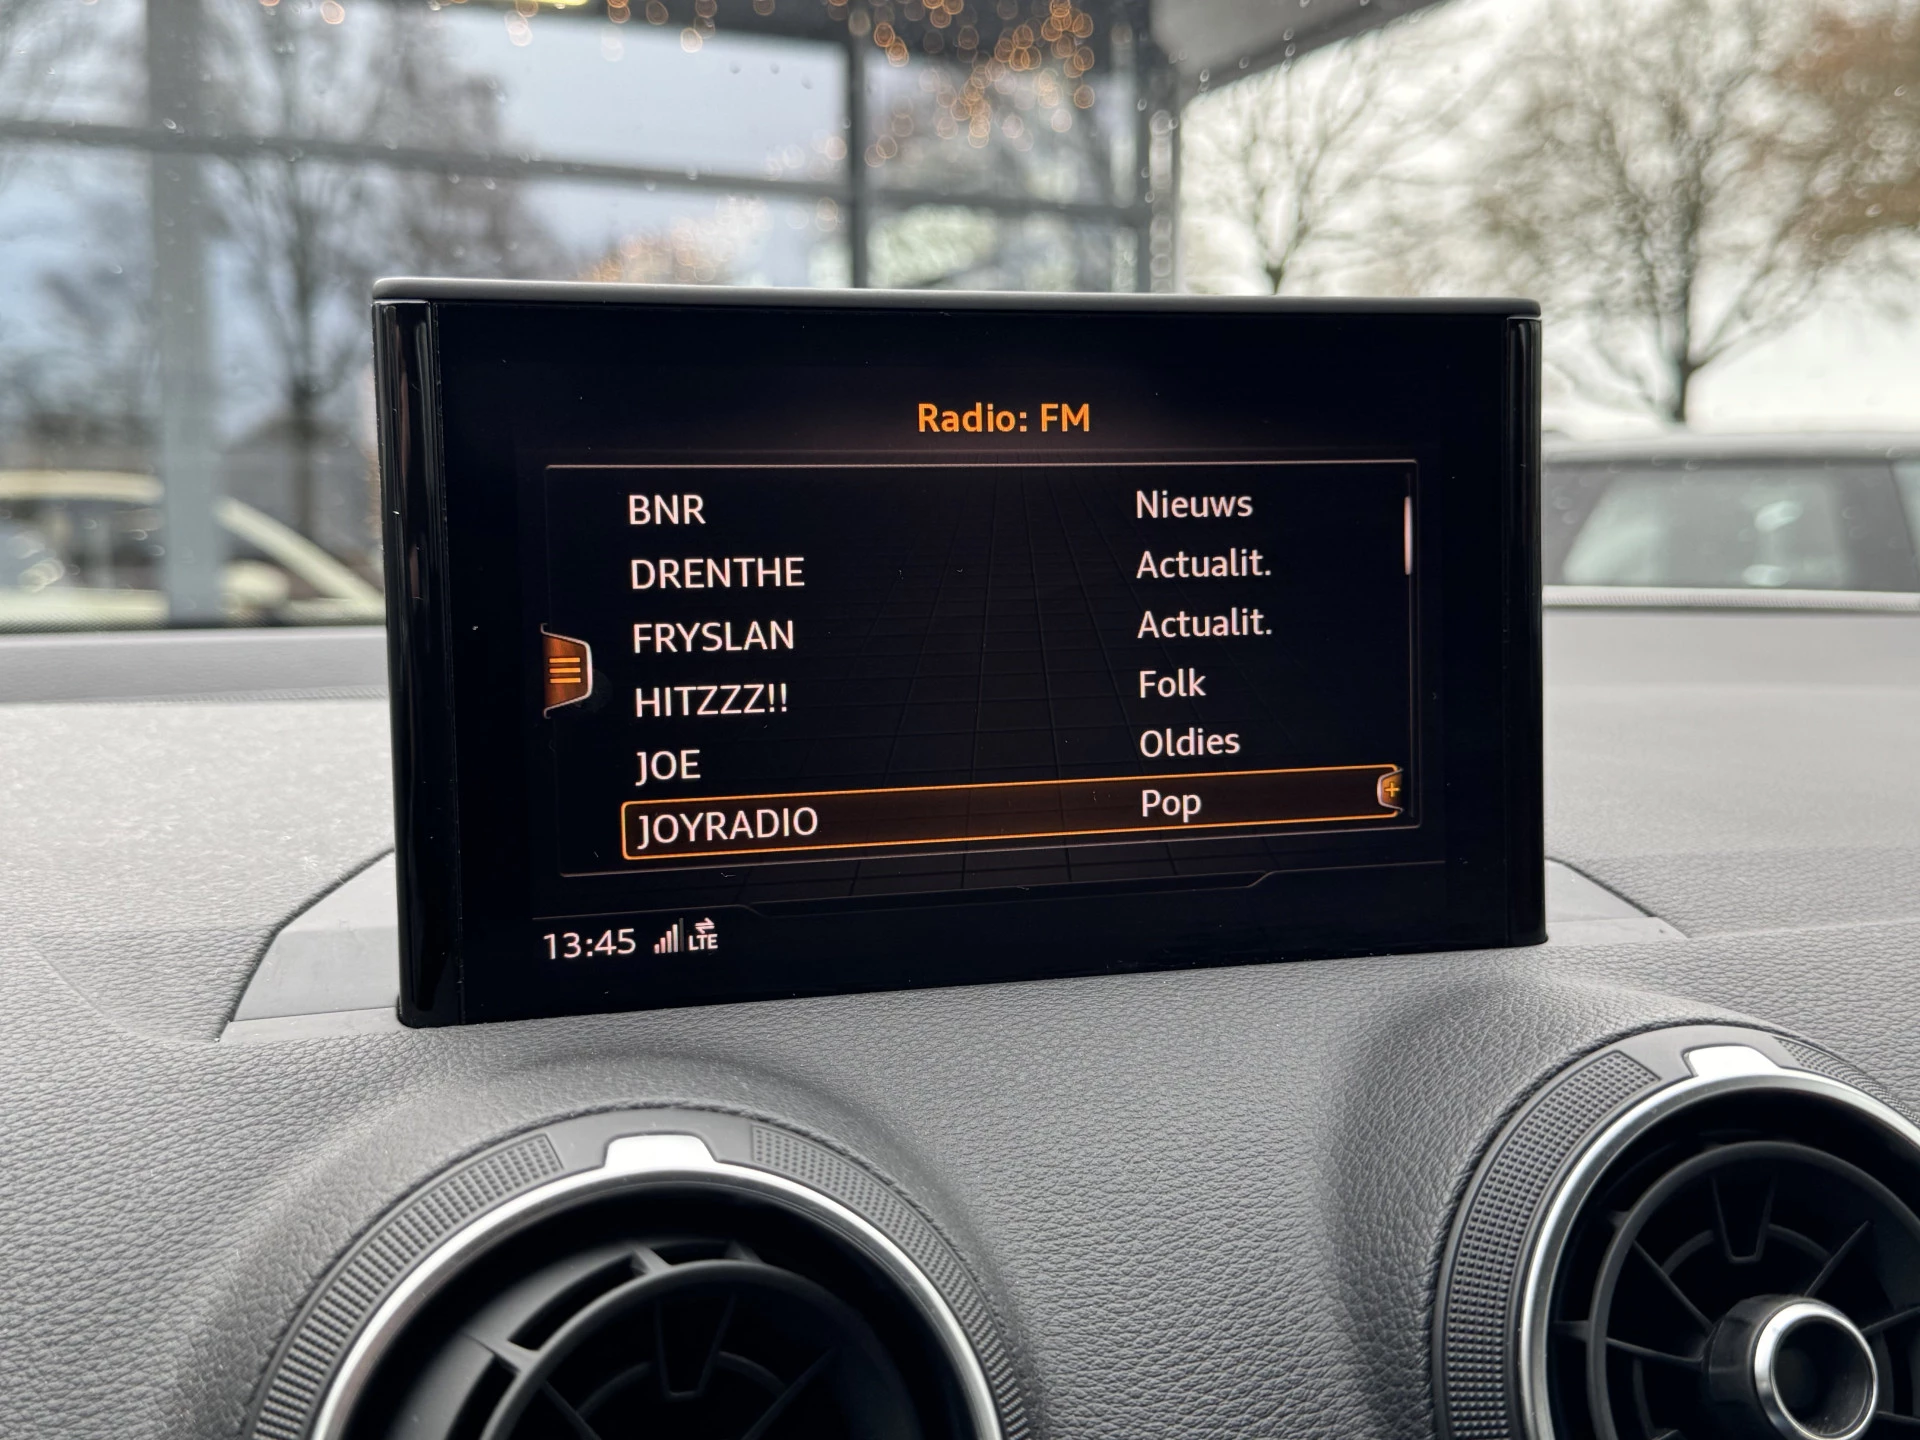 Radio: FM
BNR Nieuws
DRENTHE Actualit.
FRYSLAN Actualit.
HITZZZ!! Folk
JOE Oldies
JOYRADIO Pop
13:45 LTE